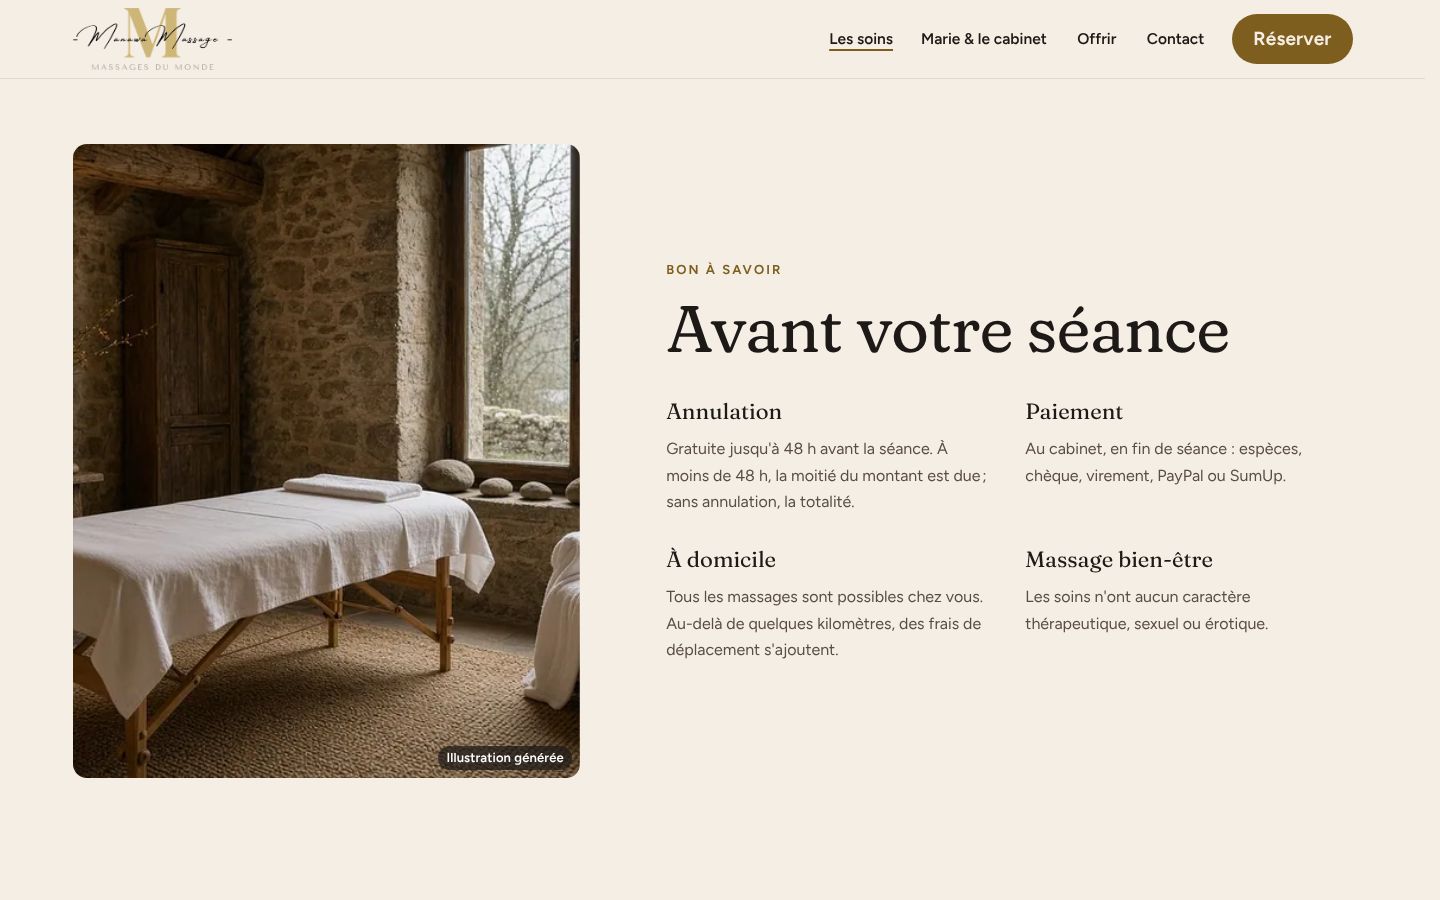 M
- Manawa Massage -
MASSAGES DU MONDE
Les soins
Marie & le cabinet
Offrir
Contact
Réserver
BON À SAVOIR
Avant votre séance
Annulation
Gratuite jusqu'à 48 h avant la séance. À
moins de 48 h, la moitié du montant est due ;
sans annulation, la totalité.
Paiement
Au cabinet, en fin de séance : espèces,
chèque, virement, PayPal ou SumUp.
À domicile
Tous les massages sont possibles chez vous.
Au-delà de quelques kilomètres, des frais de
déplacement s'ajoutent.
Massage bien-être
Les soins n'ont aucun caractère
thérapeutique, sexuel ou érotique.
Illustration générée